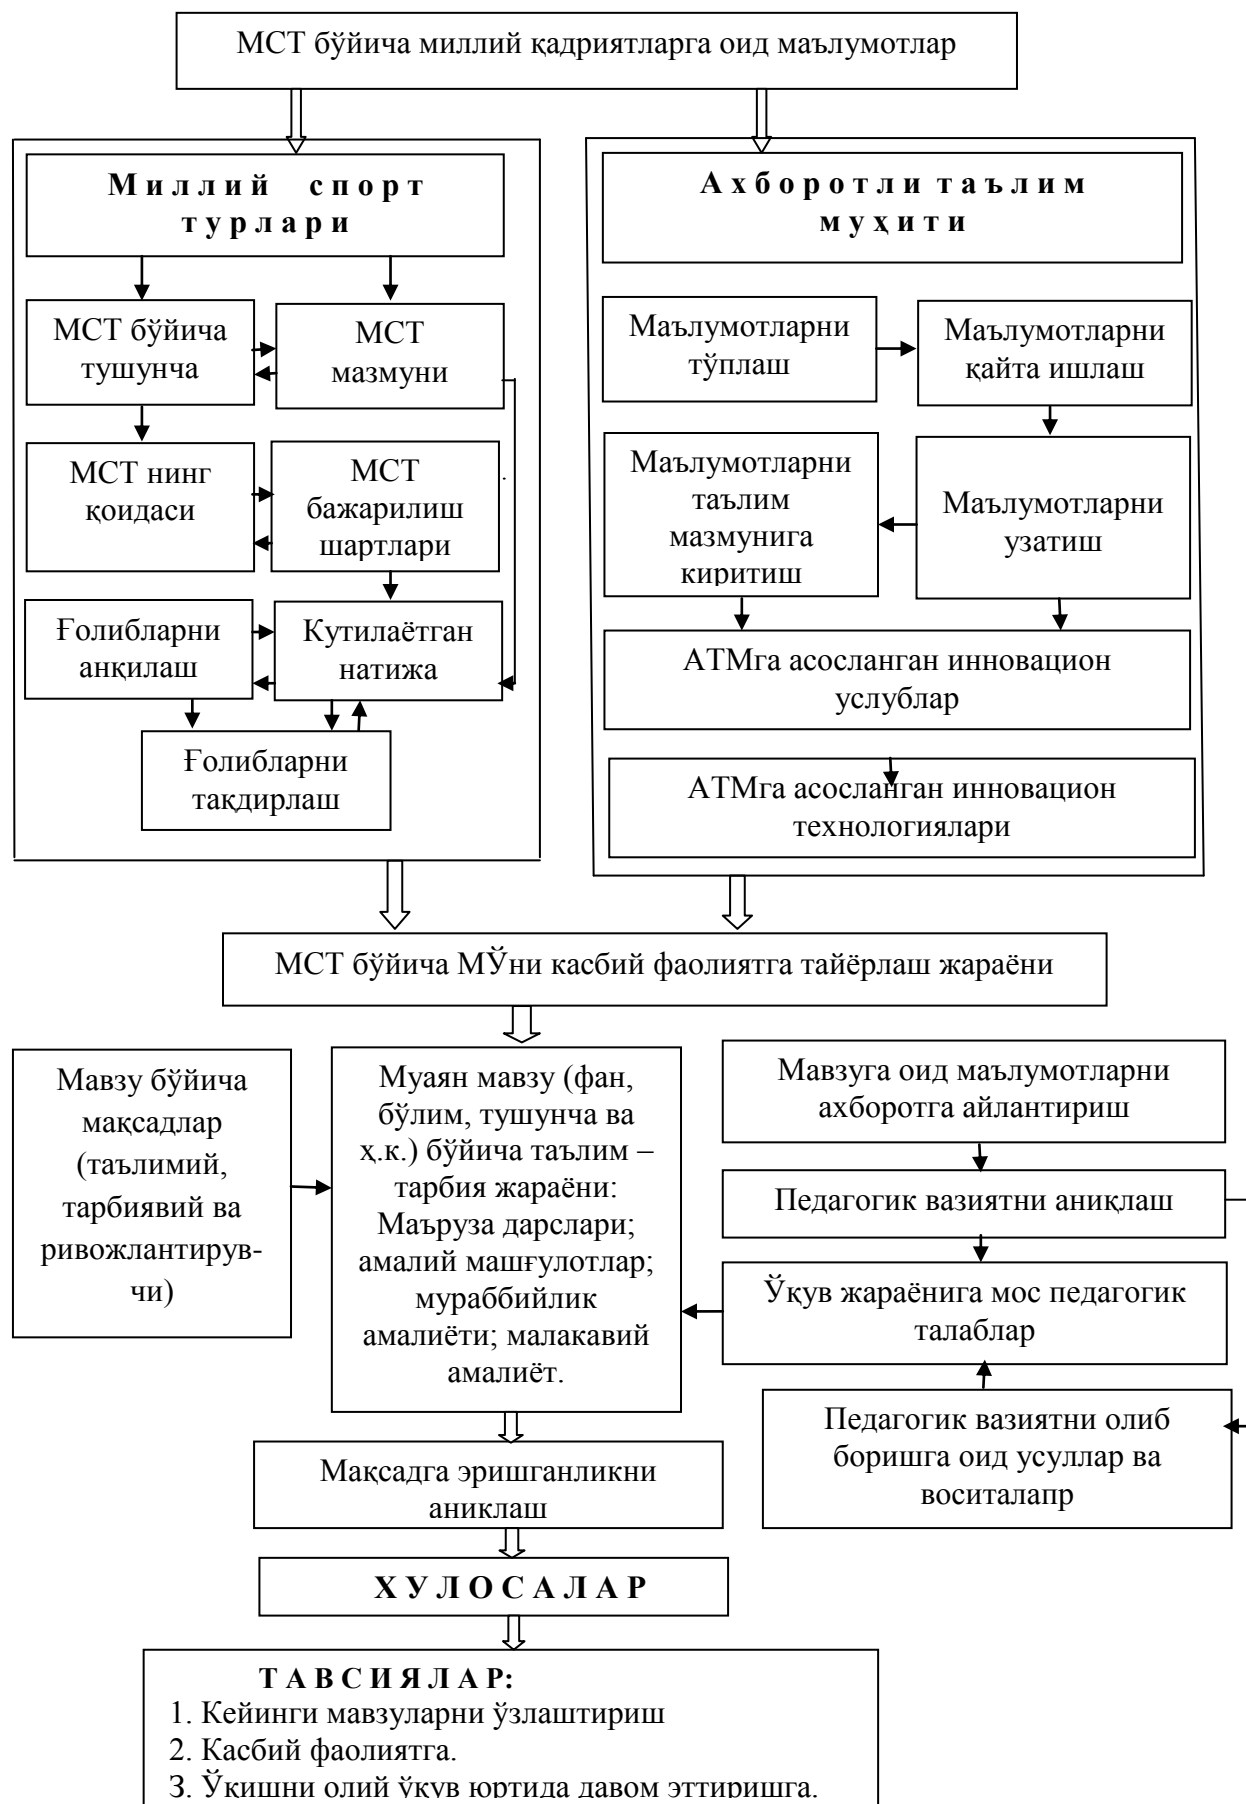 МСТ бўйича миллий қадриятларга оид маълумотлар
М и л л и й с п о р т
т у р л а р и
МСТ бўйича
тушунча
МСТ
мазмуни
МСТ нинг
қоидаси
МСТ
бажарилиш
шартлари
Ғолибларни
анқилаш
Кутилаётган
натижа
Ғолибларни
тақдирлаш
А х б о р о т л и т а ъ л и м
м у ҳ и т и
Маълумотларни
тўплаш
Маълумотларни
қайта ишлаш
Маълумотларни
таълим
мазмунига
киритиш
Маълумотларни
узатиш
АТМга асосланган инновацион
услублар
АТМга асосланган инновацион
технологиялари
МСТ бўйича МЎни касбий фаолиятга тайёрлаш жараёни
Мавзу бўйича
мақсадлар
(таълимий,
тарбиявий ва
ривожлантирув-
чи)
Муаян мавзу (фан,
бўлим, тушунча ва
ҳ.к.) бўйича таълим –
тарбия жараёни:
Маъруза дарслари;
амалий машғулотлар;
мураббийлик
амалиёти; малакавий
амалиёт.
Мавзуга оид маълумотларни
ахборотга айлантириш
Педагогик вазиятни аниқлаш
Ўқув жараёнига мос педагогик
талаблар
Педагогик вазиятни олиб
боришга оид усуллар ва
воситалапр
Мақсадга эришганликни
аниклаш
Х У Л О С А Л А Р
Т А В С И Я Л А Р:
1. Кейинги мавзуларни ўзлаштириш
2. Касбий фаолиятга.
3. Ўқишни олий ўқув юртида давом эттиришга.